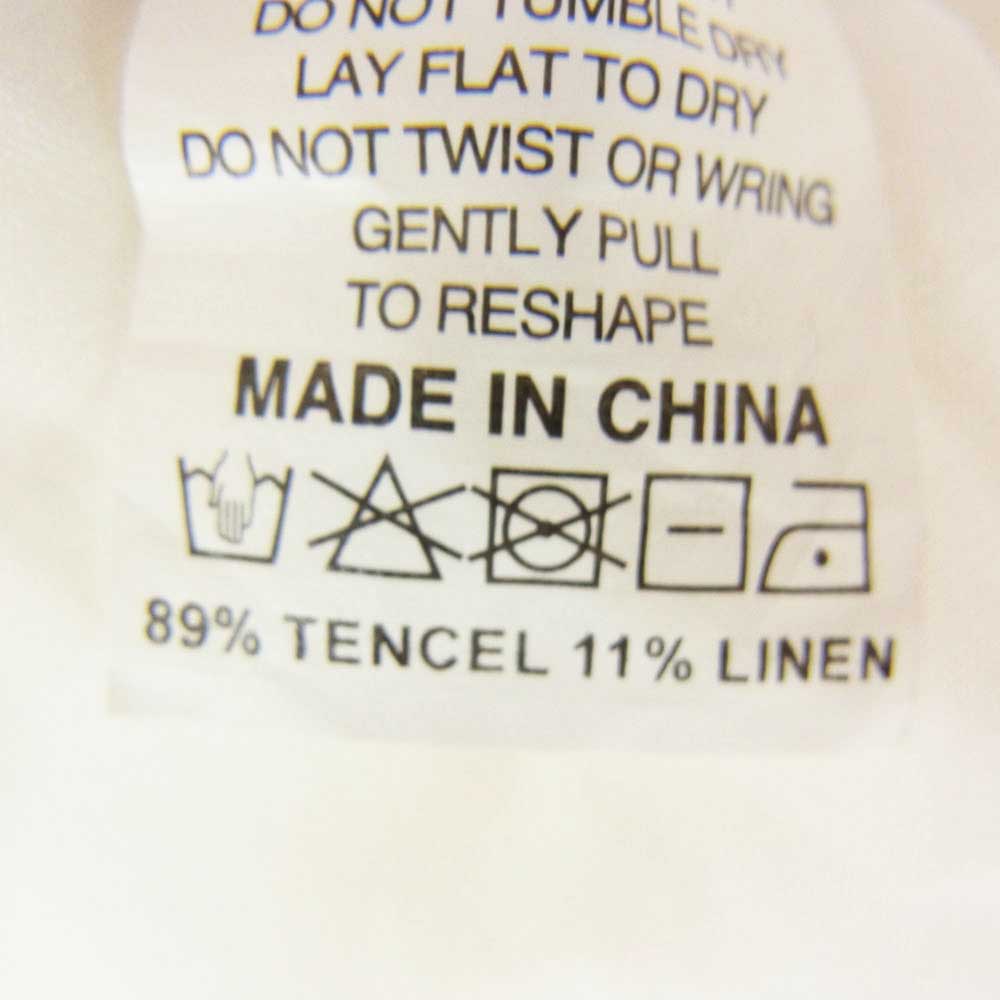 DO NOT TUMBLE DRY
LAY FLAT TO DRY
DO NOT TWIST OR WRING
GENTLY PULL
TO RESHAPE
MADE IN CHINA
89% TENCEL 11% LINEN